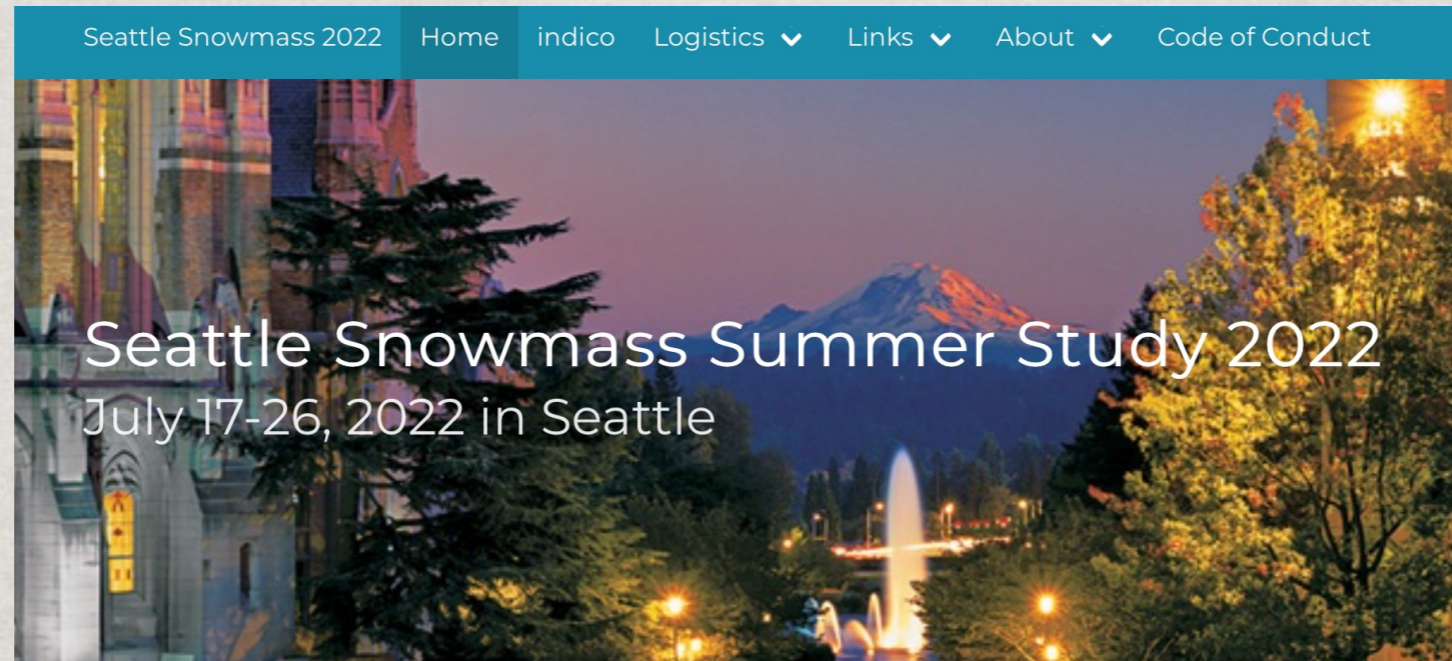 Seattle Snowmass 2022 Home indico Logistics Links About Code of Conduct
Seattle Snowmass Summer Study 2022
July 17-26, 2022 in Seattle